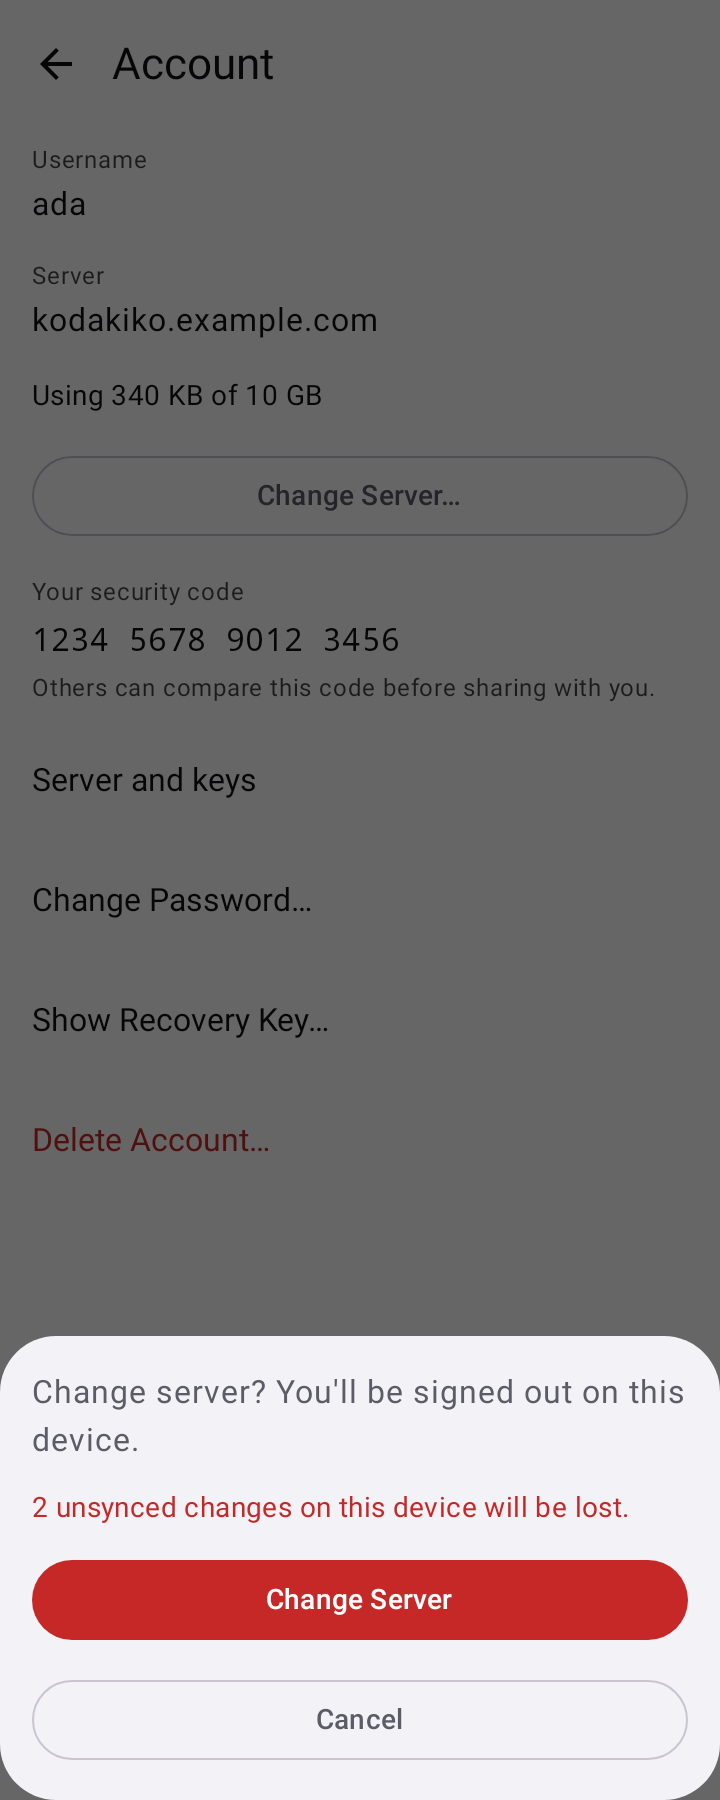 Account
Username
ada
Server
kodakiko.example.com
Using 340 KB of 10 GB
Change Server…
Your security code
1234 5678 9012 3456
Others can compare this code before sharing with you.
Server and keys
Change Password…
Show Recovery Key…
Delete Account…
Change server? You'll be signed out on this
device.
2 unsynced changes on this device will be lost.
Change Server
Cancel